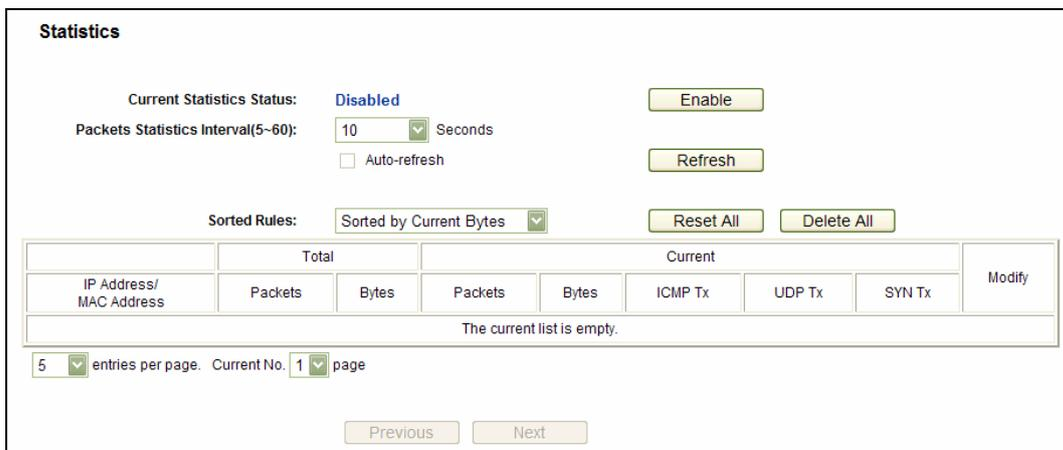 Statistics
Current Statistics Status: Disabled Enable
Packets Statistics Interval(5~60): 10 Seconds
Auto-refresh Refresh
Sorted Rules: Sorted by Current Bytes Reset All Delete All
Total Current Modify
IP Address/
MAC Address Packets Bytes Packets Bytes ICMP Tx UDP Tx SYN Tx
The current list is empty.
5 entries per page. Current No. 1 page
Previous Next